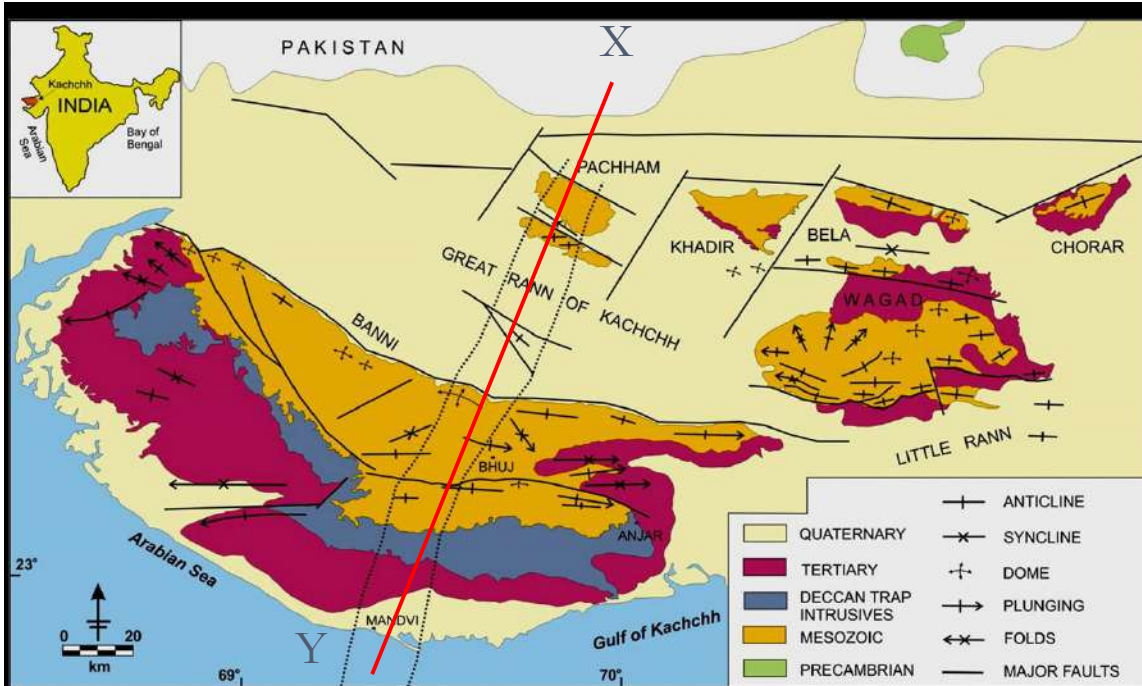 X
PAKISTAN
Kachchh
INDIA
Arabian
Sea
Bay of
Bengal
PACHHAM
KHADIR
BELA
CHORAR
GREAT RANN OF KACHCHH
WAGAD
BANNI
BHUJ
LITTLE RANN
ANJAR
Arabian Sea
23°
MANDVI
Gulf of Kachchh
Y
0 20
km
69°
70°
ANTICLINE
QUATERNARY
SYNCLINE
TERTIARY
DOME
DECCAN TRAP
INTRUSIVES
PLUNGING
MESOZOIC
FOLDS
PRECAMBRIAN
MAJOR FAULTS